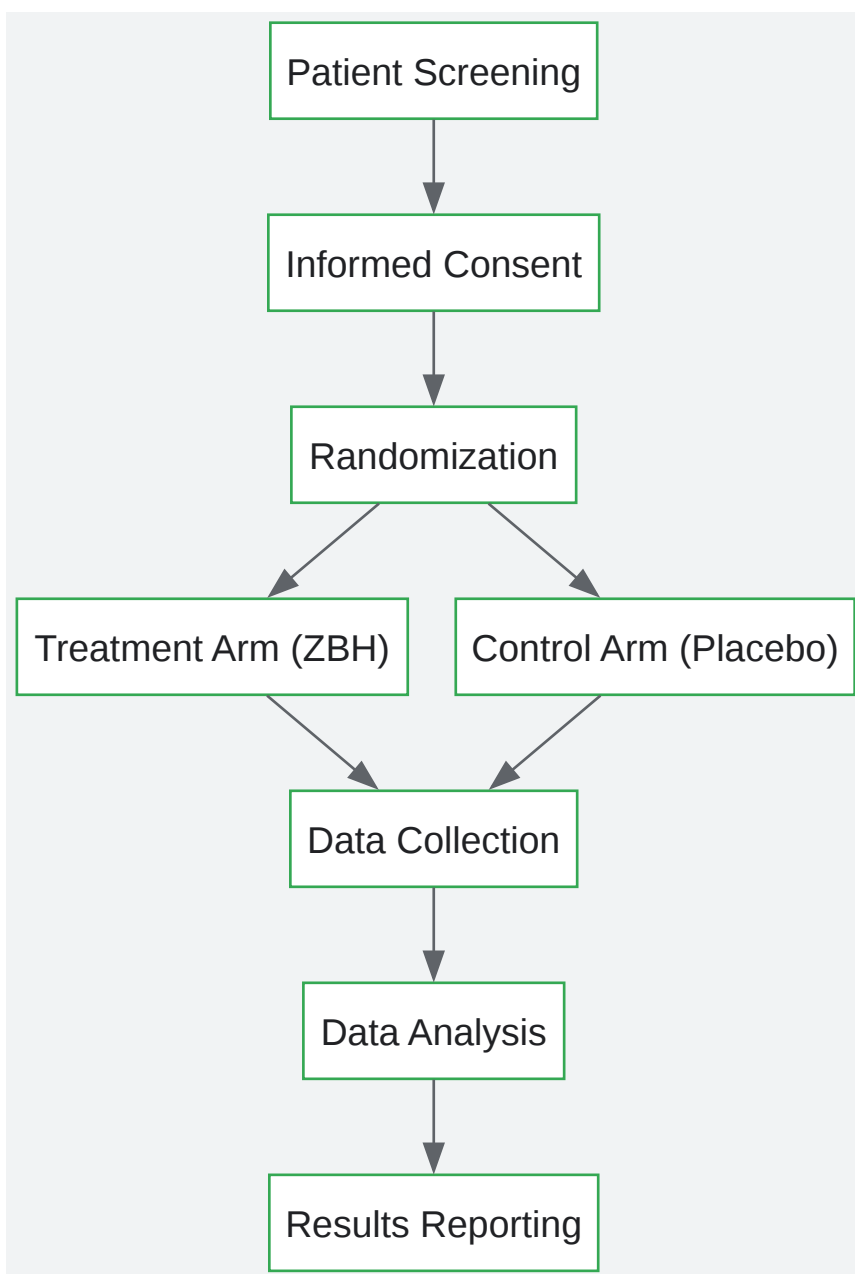 Patient Screening
Informed Consent
Randomization
Treatment Arm (ZBH)
Control Arm (Placebo)
Data Collection
Data Analysis
Results Reporting